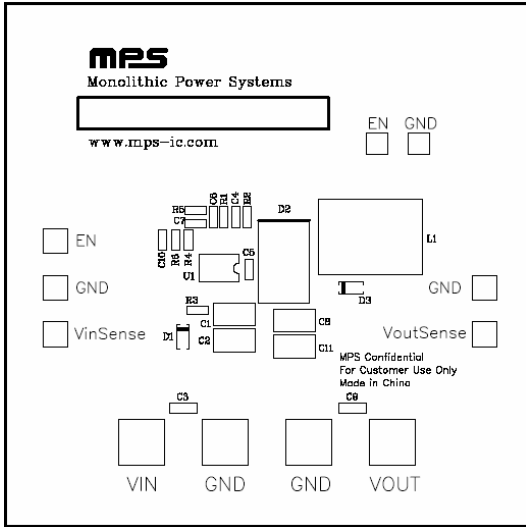 mps
Monolithic Power Systems
www.mps-ic.com
EN GND
R5 C6 R1 C4 R2
C7
D2
C10 R6 R4
U1 C5
L1
EN
GND
VinSense
R3
C1
D1
C2
C8
C11
D3
GND
VoutSense
MPS Confidential
For Customer Use Only
Made in China
C3
C9
VIN GND GND VOUT